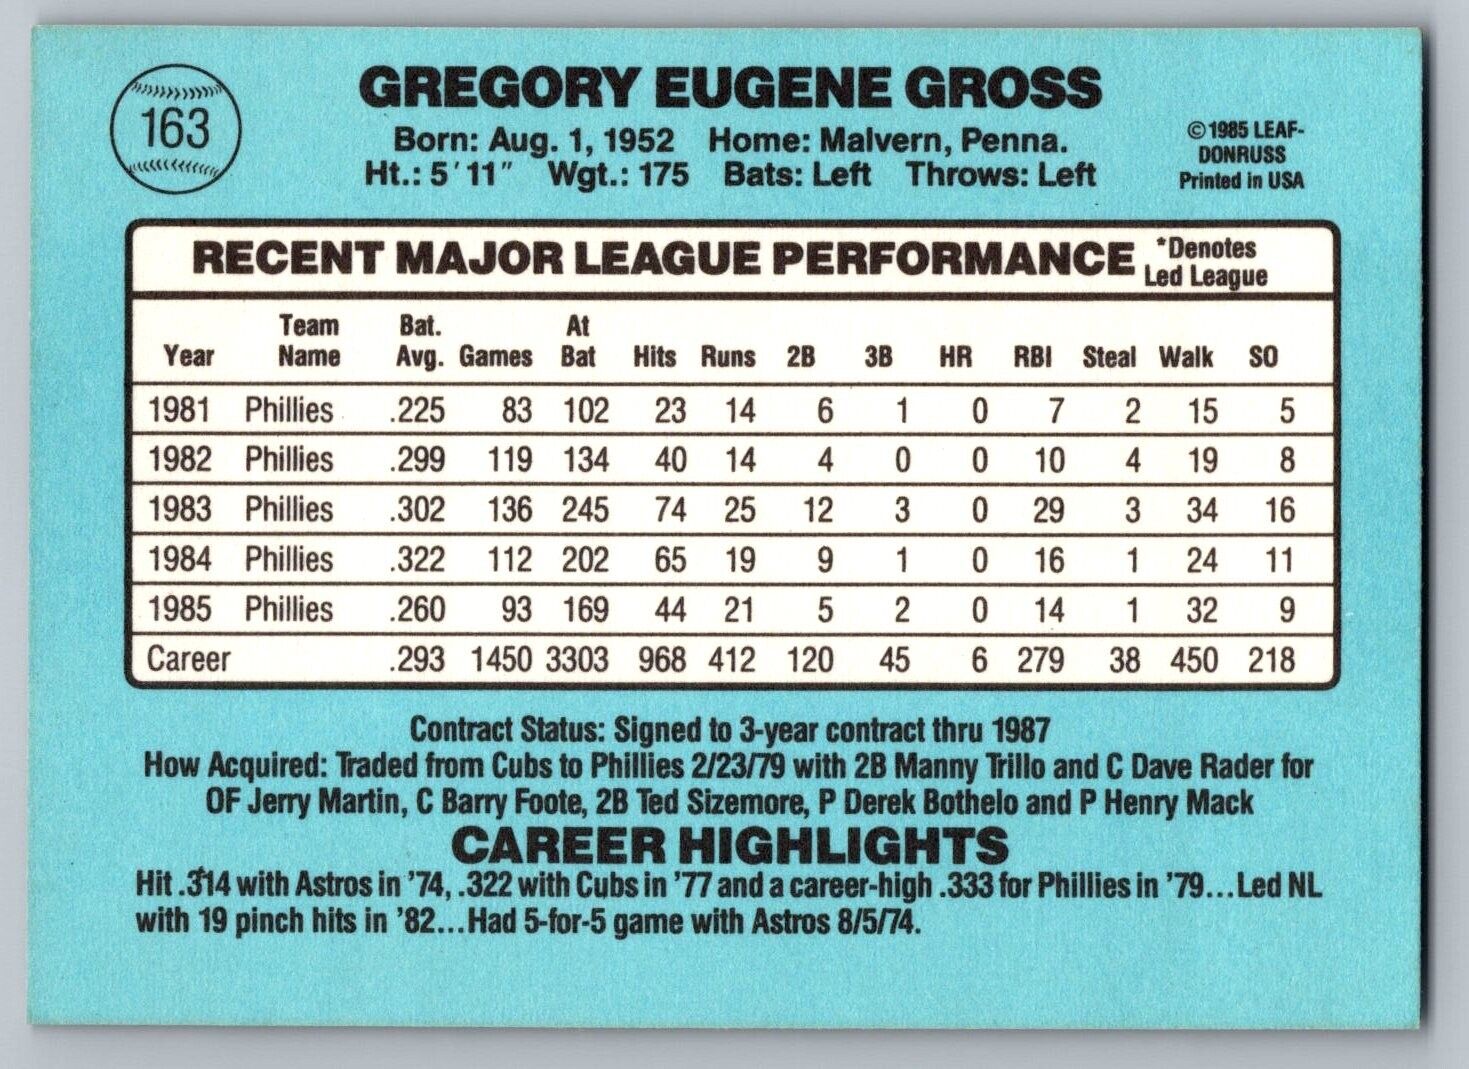 163
GREGORY EUGENE GROSS
Born: Aug. 1, 1952 Home: Malvern, Penna.
Ht.: 5'11" Wgt.: 175 Bats: Left Throws: Left
©1985 LEAF-
DONRUSS
Printed in USA
RECENT MAJOR LEAGUE PERFORMANCE *Denotes
Led League
Year Team Name Bat. Avg. Games At Bat Hits Runs 2B 3B HR RBI Steal Walk SO
1981 Phillies .225 83 102 23 14 6 1 0 7 2 15 5
1982 Phillies .299 119 134 40 14 4 0 0 10 4 19 8
1983 Phillies .302 136 245 74 25 12 3 0 29 3 34 16
1984 Phillies .322 112 202 65 19 9 1 0 16 1 24 11
1985 Phillies .260 93 169 44 21 5 2 0 14 1 32 9
Career .293 1450 3303 968 412 120 45 6 279 38 450 218
Contract Status: Signed to 3-year contract thru 1987
How Acquired: Traded from Cubs to Phillies 2/23/79 with 2B Manny Trillo and C Dave Rader for
OF Jerry Martin, C Barry Foote, 2B Ted Sizemore, P Derek Bothelo and P Henry Mack
CAREER HIGHLIGHTS
Hit .314 with Astros in '74, .322 with Cubs in '77 and a career-high .333 for Phillies in '79...Led NL
with 19 pinch hits in '82...Had 5-for-5 game with Astros 8/5/74.